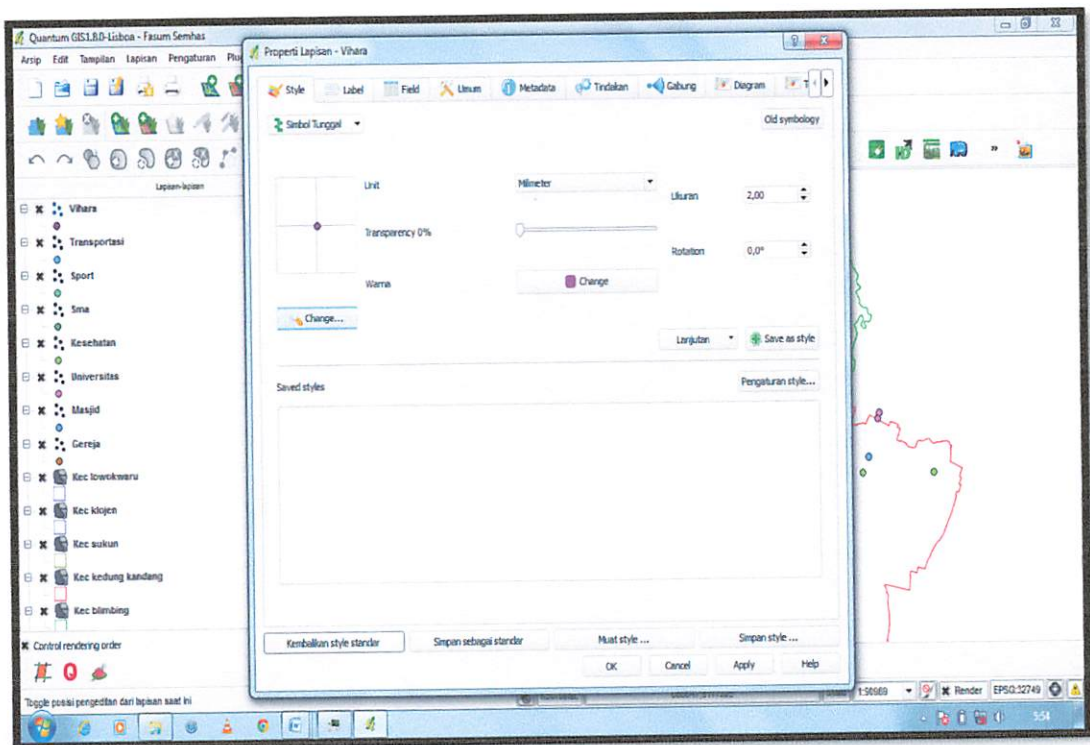 Quantum GIS1.8.0-Lisboa - Fasum Semhas
Arsip Edit Tampilan Lapisan Pengaturan
Properti Lapisan - Vihara
Style Label Field Umum Metadata Tindakan Gabung Diagram
Simbol Tunggal
Old symbology
Unit
Milimeter
Ukuran
2,00
Transparency 0%
Rotation
0,0°
Warna
Change
Change...
Lanjutan
Save as style
Saved styles
Pengaturan style...
Lapisan-lapisan
Vihara
Transportasi
Sport
Sma
Kesehatan
Universitas
Masjid
Gereja
Kec lowokwaru
Kec klojen
Kec sukun
Kec kedung kandang
Kec blimbing
Control rendering order
Kembalikan style standar
Simpan sebagai standar
Muat style ...
Simpan style ...
OK
Cancel
Apply
Help
Toggle posisi pengeditan dari lapisan saat ini
1:50989
Render
EPSG:32749
5:54